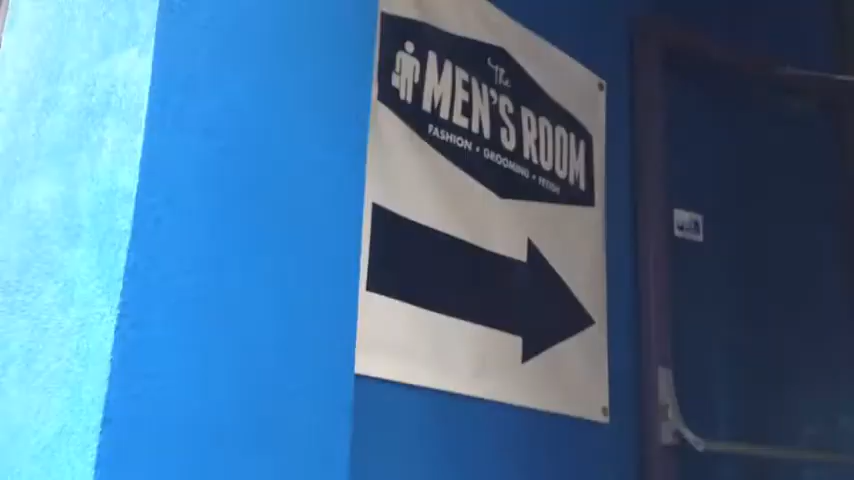 The
MEN'S ROOM
FASHION • GROOMING • FETISH